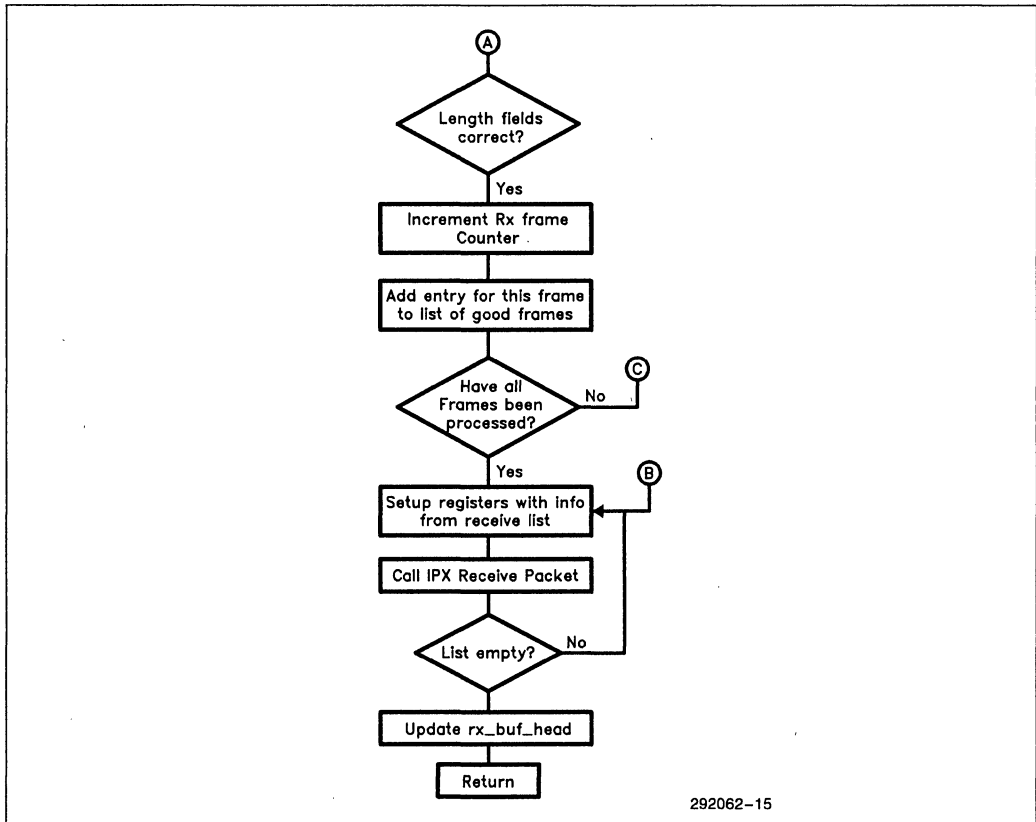 A
Length fields
correct?
Yes
Increment Rx frame
Counter
Add entry for this frame
to list of good frames
C
Have all
Frames been
processed?
No
Yes
B
Setup registers with info
from receive list
Call IPX Receive Packet
List empty?
No
Update rx_buf_head
Return
292062-15